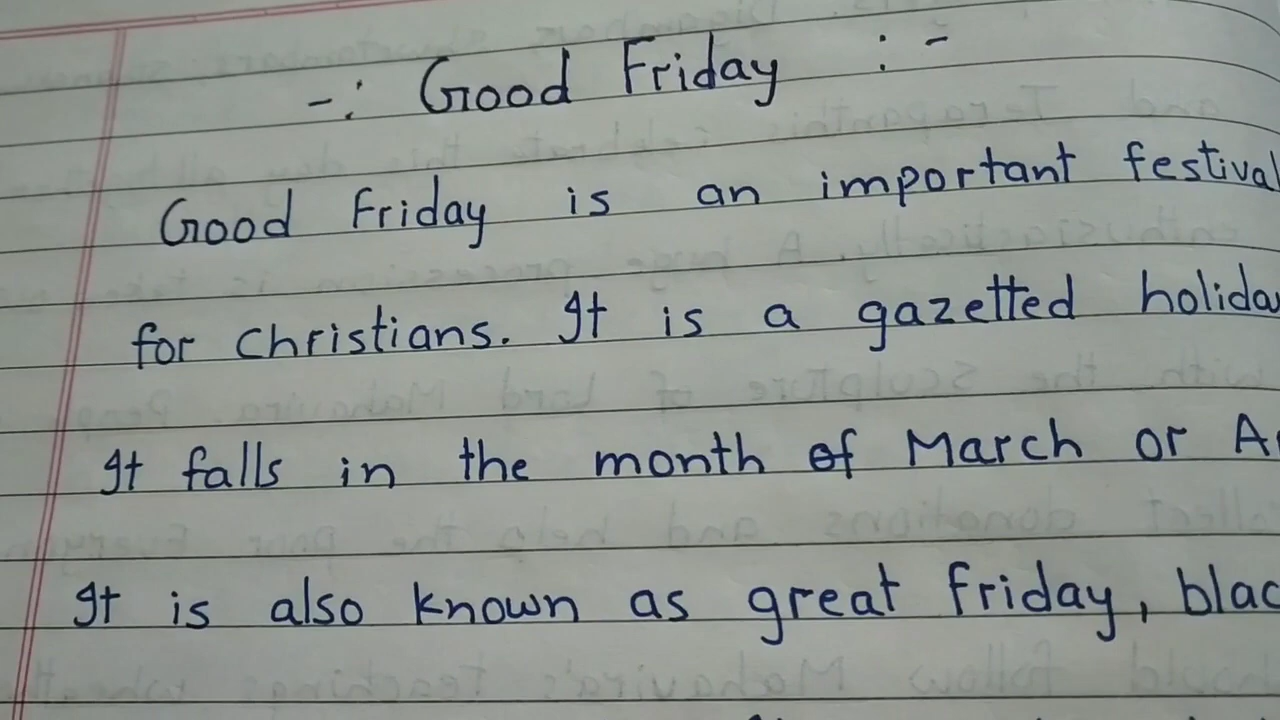 -: Good Friday :-
Good Friday is an important festival
for Christians. It is a gazetted holida
It falls in the month of March or A
It is also known as great friday, blac